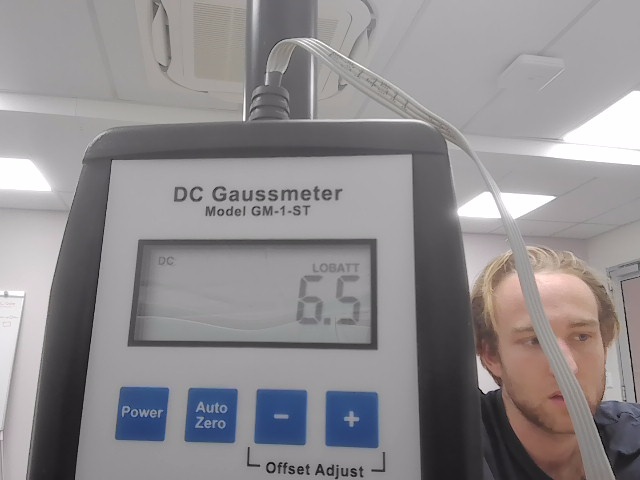 DC Gaussmeter
Model GM-1-ST
DC
LOBATT
6.5
Power
Auto
Zero
-
+
Offset Adjust